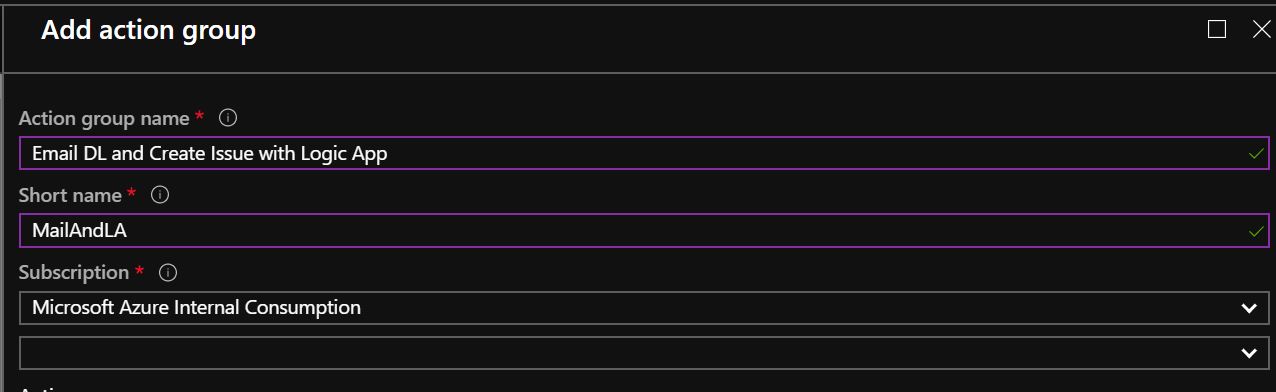 Add action group
Action group name *
Email DL and Create Issue with Logic App
Short name *
MailAndLA
Subscription *
Microsoft Azure Internal Consumption